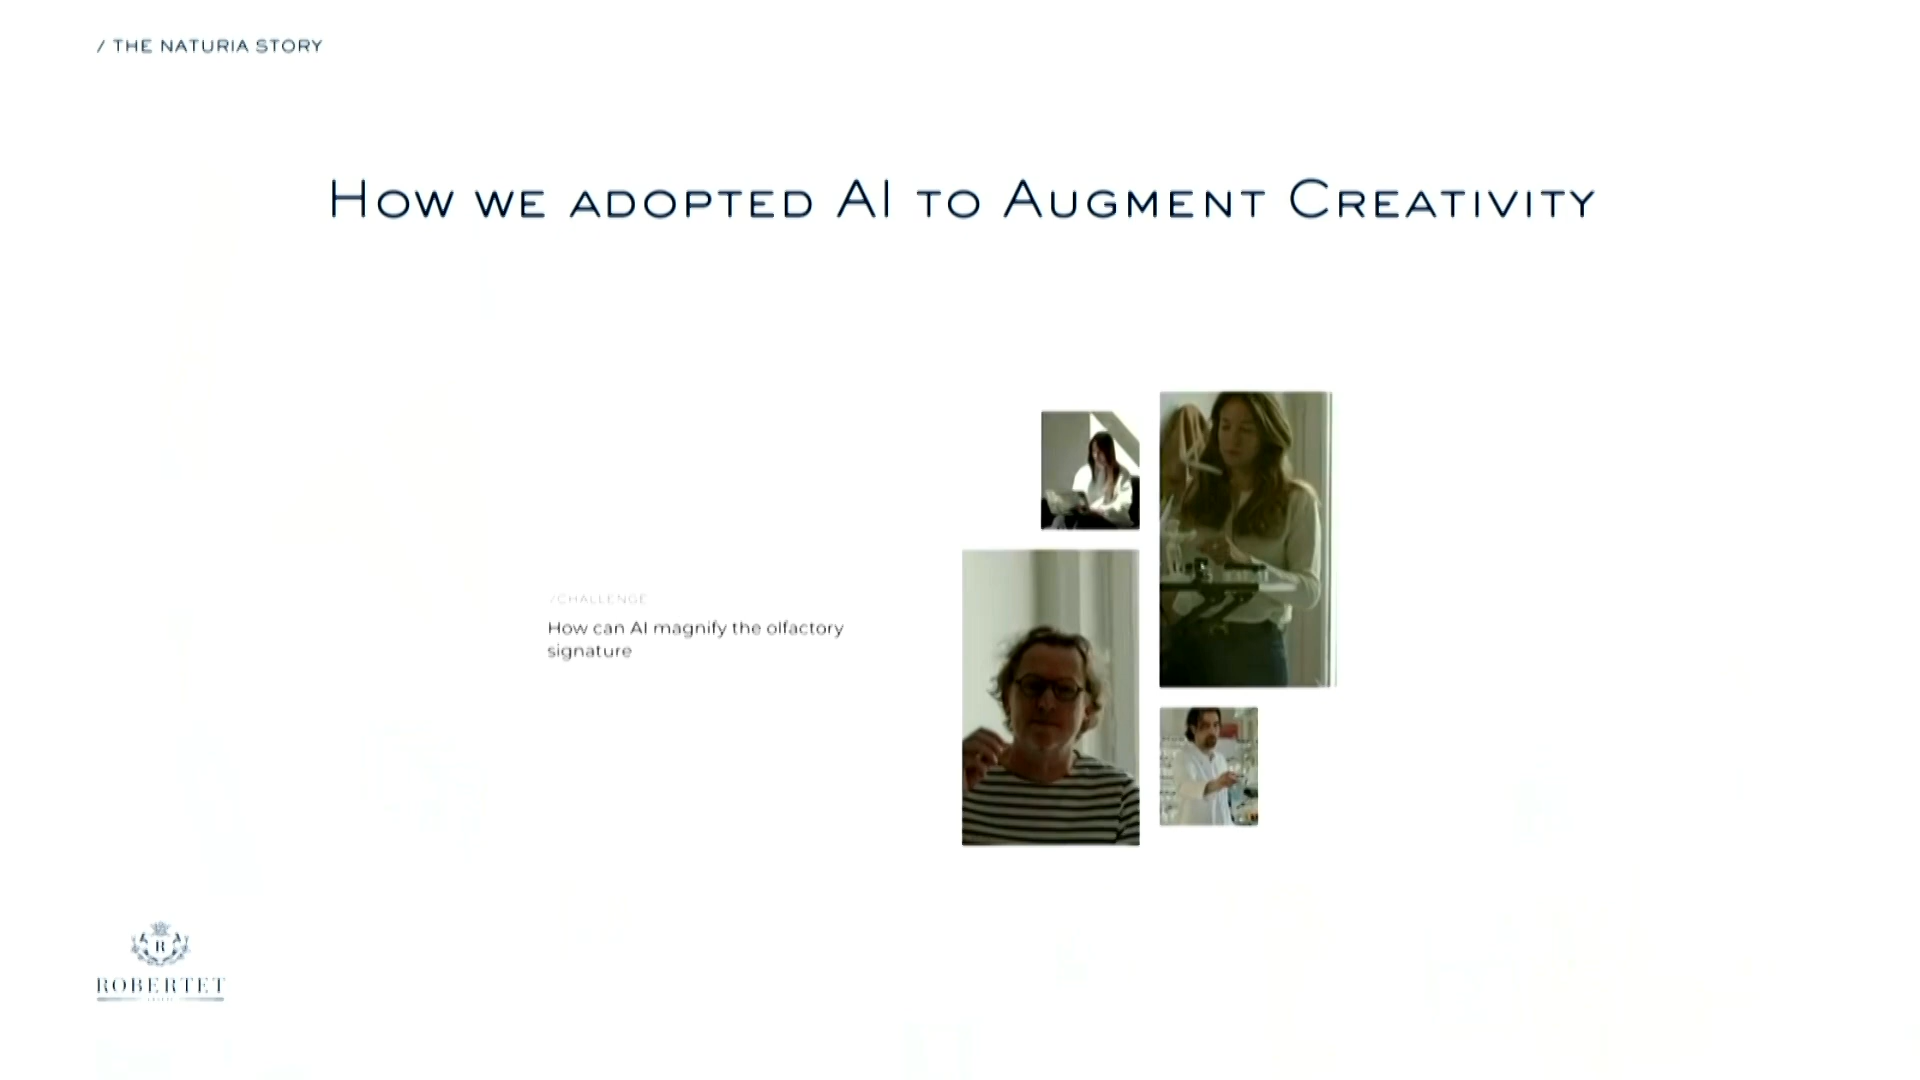 / THE NATURIA STORY
HOW WE ADOPTED AI TO AUGMENT CREATIVITY
/CHALLENGE
How can AI magnify the olfactory
signature
R
ROBERTET